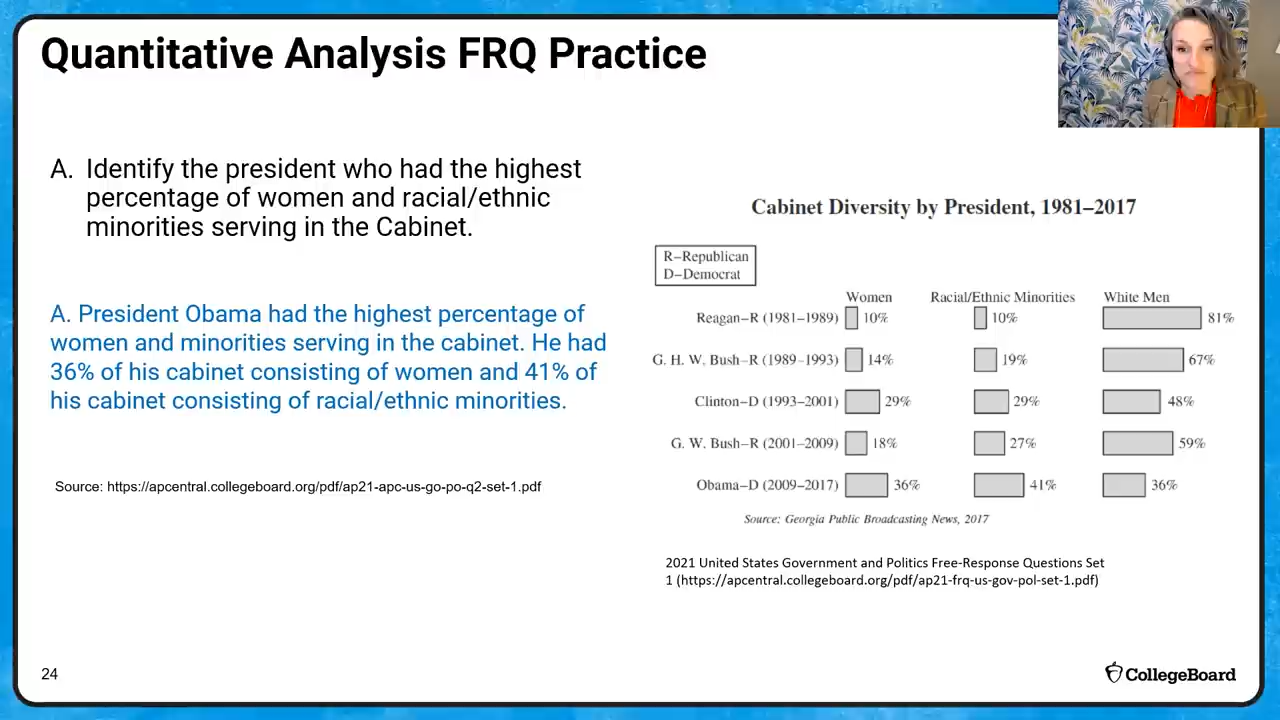 Quantitative Analysis FRQ Practice
A. Identify the president who had the highest
percentage of women and racial/ethnic
minorities serving in the Cabinet.
A. President Obama had the highest percentage of
women and minorities serving in the cabinet. He had
36% of his cabinet consisting of women and 41% of
his cabinet consisting of racial/ethnic minorities.
Source: https://apcentral.collegeboard.org/pdf/ap21-apc-us-go-po-q2-set-1.pdf
Cabinet Diversity by President, 1981–2017
R–Republican
D–Democrat
Women Racial/Ethnic Minorities White Men
Reagan–R (1981–1989) 10% 10% 81%
G. H. W. Bush–R (1989–1993) 14% 19% 67%
Clinton–D (1993–2001) 29% 29% 48%
G. W. Bush–R (2001–2009) 18% 27% 59%
Obama–D (2009–2017) 36% 41% 36%
Source: Georgia Public Broadcasting News, 2017
2021 United States Government and Politics Free-Response Questions Set
1 (https://apcentral.collegeboard.org/pdf/ap21-frq-us-gov-pol-set-1.pdf)
24
CollegeBoard